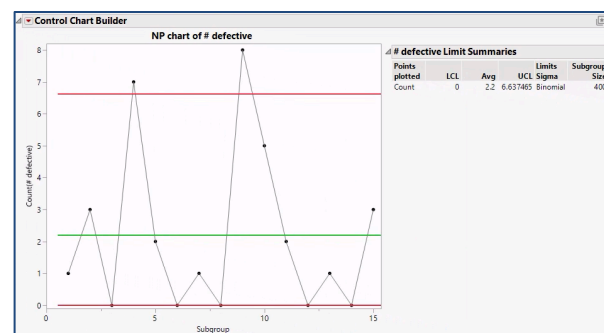 Control Chart Builder
NP chart of # defective
Count(# defective)
8
7
6
5
4
3
2
1
0
0 5 10 15
Subgroup
# defective Limit Summaries
Points Limits Subgroup
plotted LCL Avg UCL Sigma Size
Count 0 2.2 6.637465 Binomial 400